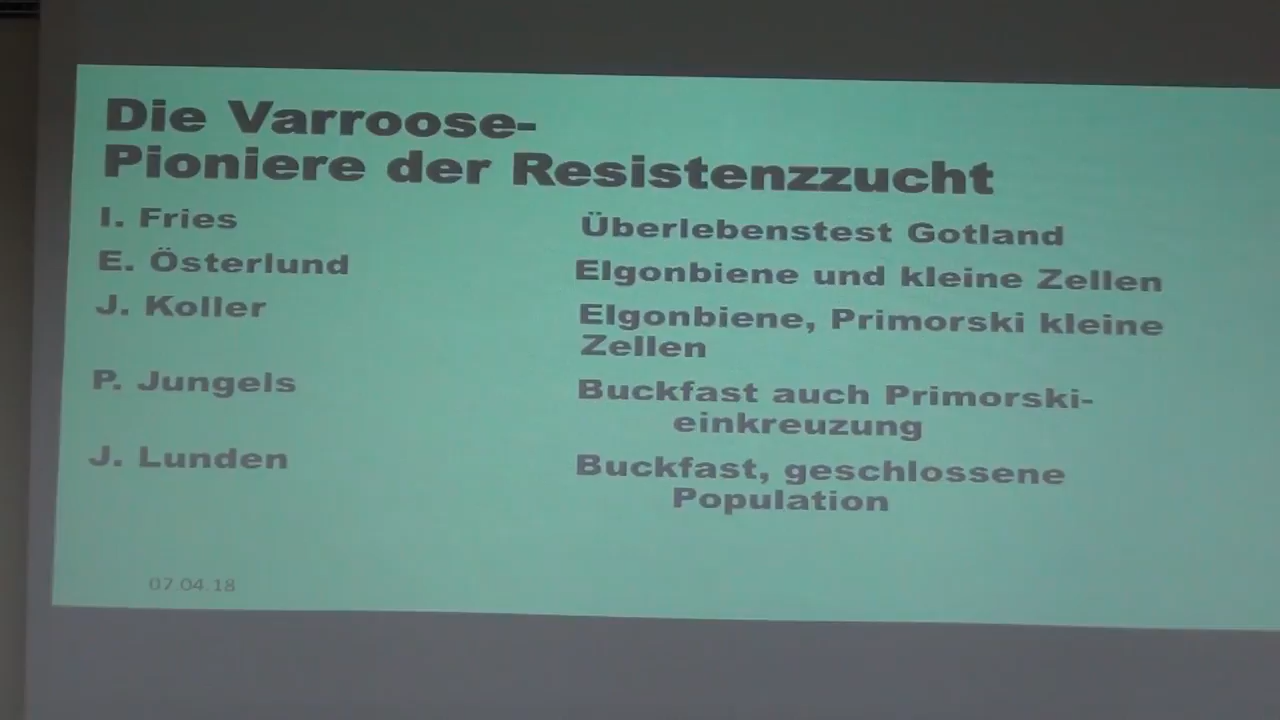 Die Varroose-
Pioniere der Resistenzzucht
I. Fries Überlebenstest Gotland
E. Österlund Elgonbiene und kleine Zellen
J. Koller Elgonbiene, Primorski kleine
Zellen
P. Jungels Buckfast auch Primorski-
einkreuzung
J. Lunden Buckfast, geschlossene
Population
07.04.18